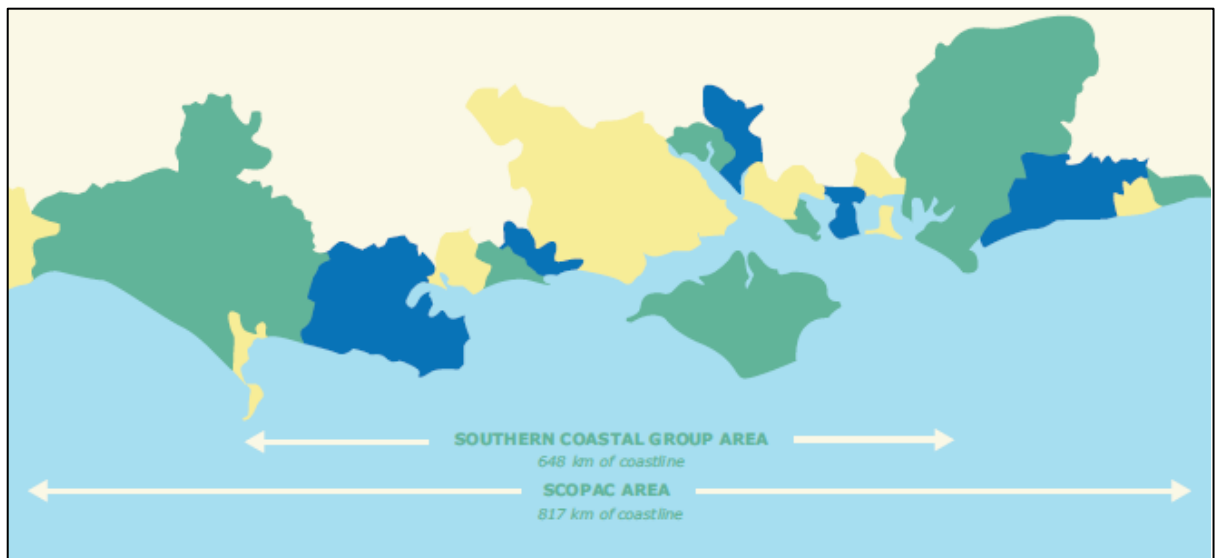 SOUTHERN COASTAL GROUP AREA
648 km of coastline
SCOPAC AREA
817 km of coastline